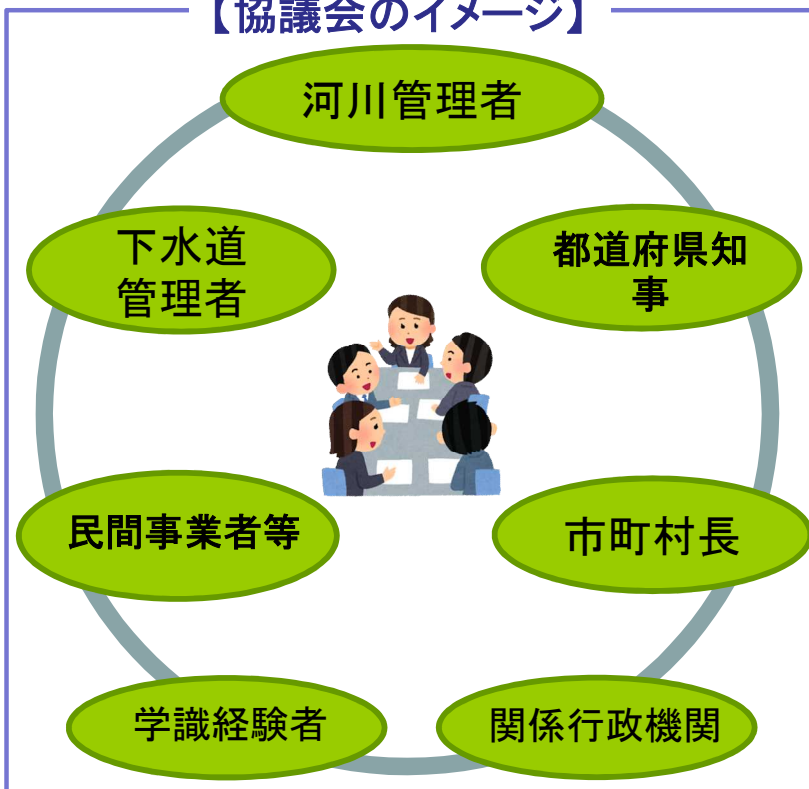 【協議会のイメージ】
河川管理者
下水道
管理者
都道府県知
事
民間事業者等
市町村長
学識経験者
関係行政機関